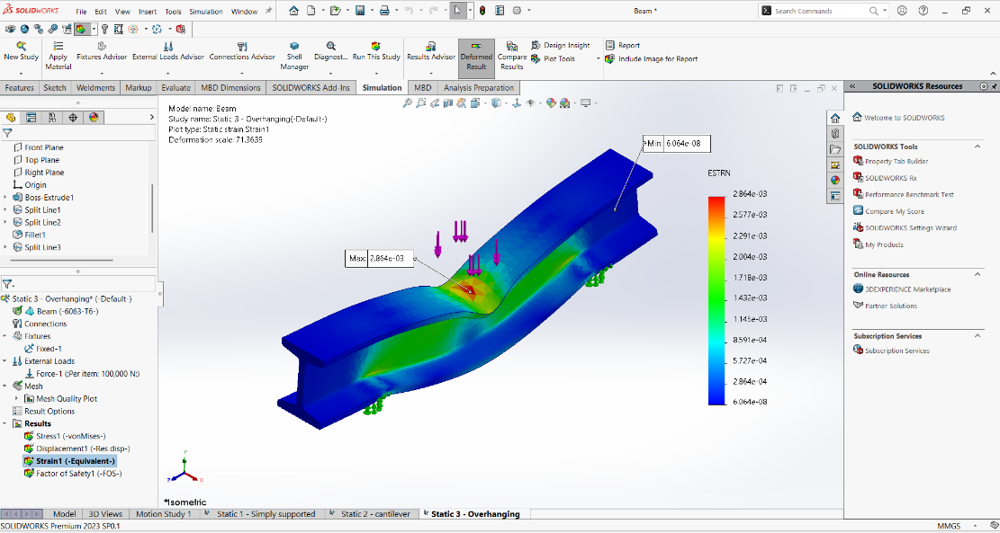 SOLIDWORKS File Edit View Insert Tools Simulation Window Beam * Search Commands
New Study Apply Material Fixtures Advisor External Loads Advisor Connections Advisor Shell Manager Diagnost... Run This Study Results Advisor Deformed Result Compare Results Design Insight Report
Plot Tools Include Image for Report
Features Sketch Weldments Markup Evaluate MBD Dimensions SOLIDWORKS Add-Ins Simulation MBD Analysis Preparation
Front Plane
Top Plane
Right Plane
Origin
Boss-Extrude1
Split Line1
Split Line2
Fillet1
Split Line3
Static 3 - Overhanging* (-Default-)
Beam (-6063-T6-)
Connections
Fixtures
Fixed-1
External Loads
Force-1 (:Per item: 100,000 N:)
Mesh
Mesh Quality Plot
Result Options
Results
Stress1 (-vonMises-)
Displacement1 (-Res disp-)
Strain1 (-Equivalent-)
Factor of Safety1 (-FOS-)
Model name: Beam
Study name: Static 3 - Overhanging(-Default-)
Plot type: Static strain Strain1
Deformation scale: 71.3639
Min: 6.064e-08
Max: 2.864e-03
ESTRN
2.864e-03
2.577e-03
2.291e-03
2.004e-03
1.718e-03
1.432e-03
1.145e-03
8.591e-04
5.727e-04
2.864e-04
6.064e-08
Y
Z X
*Isometric
SOLIDWORKS Resources
Welcome to SOLIDWORKS
SOLIDWORKS Tools
Property Tab Builder
SOLIDWORKS Rx
Performance Benchmark Test
Compare My Score
SOLIDWORKS Settings Wizard
My Products
Online Resources
3DEXPERIENCE Marketplace
Partner Solutions
Subscription Services
Subscription Services
Model 3D Views Motion Study 1 Static 1 - Simply supported Static 2 - cantilever Static 3 - Overhanging
SOLIDWORKS Premium 2023 SP0.1 MMGS